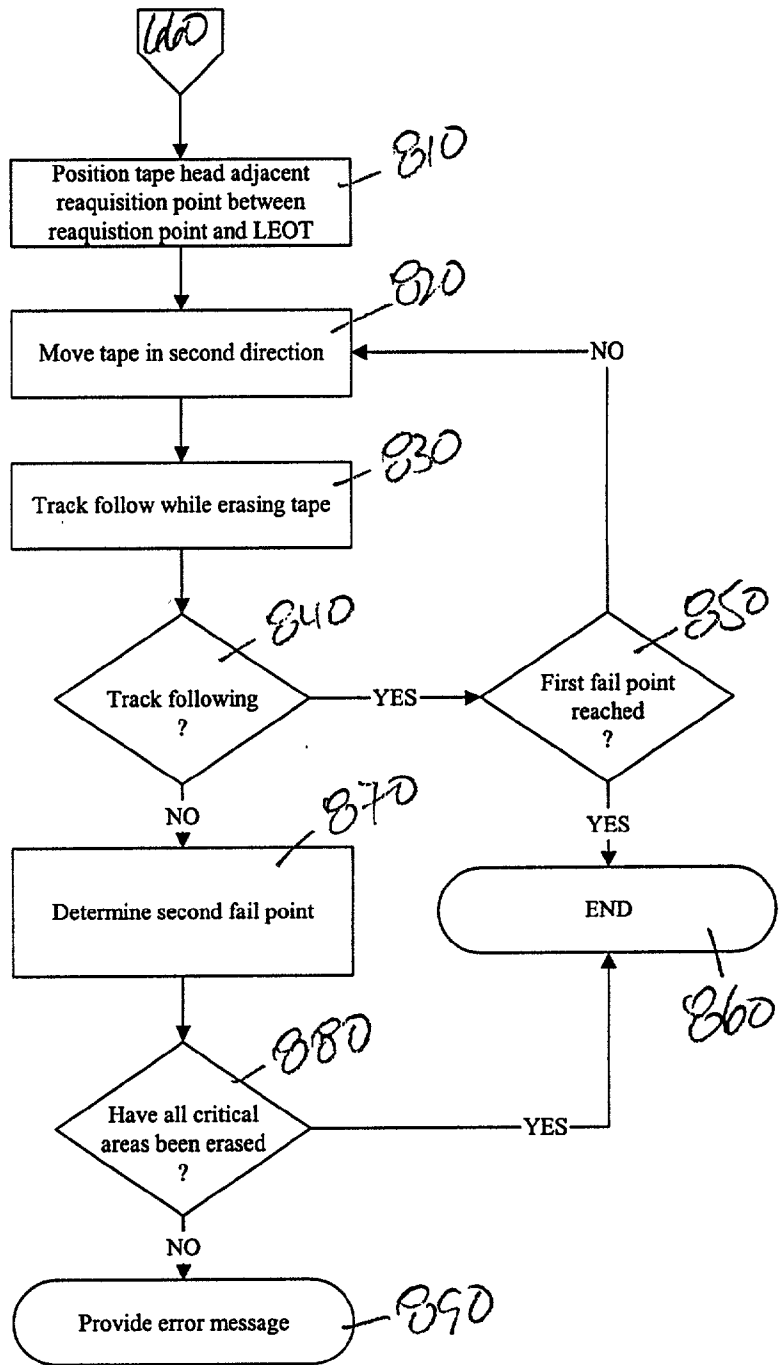 660
810
Position tape head adjacent
reaquisition point between
reaquistion point and LEOT
820
Move tape in second direction
NO
830
Track follow while erasing tape
840
Track following
?
YES
850
First fail point
reached
?
NO
870
YES
Determine second fail point
END
860
880
Have all critical
areas been erased
?
YES
NO
Provide error message
890